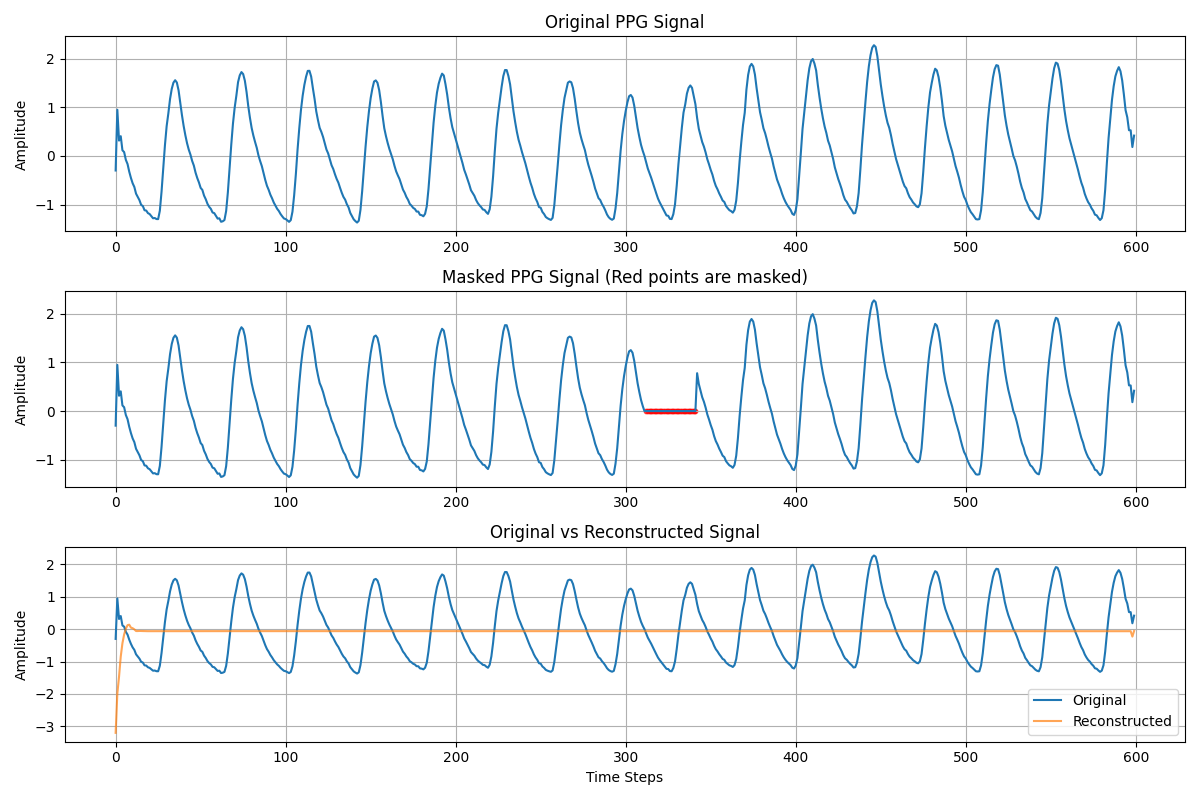 Original PPG Signal
Amplitude
2
1
0
−1
0 100 200 300 400 500 600
Masked PPG Signal (Red points are masked)
Amplitude
2
1
0
−1
0 100 200 300 400 500 600
Original vs Reconstructed Signal
Amplitude
2
1
0
−1
−2
−3
Original
Reconstructed
0 100 200 300 400 500 600
Time Steps